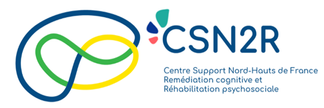 CSN2R
Centre Support Nord-Hauts de France
Remédiation cognitive et
Réhabilitation psychosociale